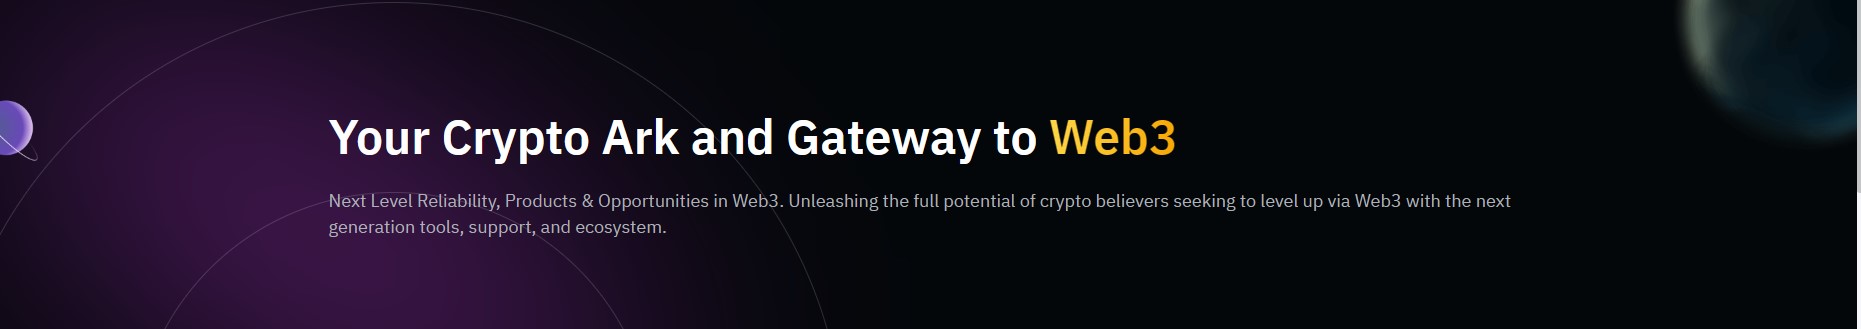 Your Crypto Ark and Gateway to Web3
Next Level Reliability, Products & Opportunities in Web3. Unleashing the full potential of crypto believers seeking to level up via Web3 with the next
generation tools, support, and ecosystem.